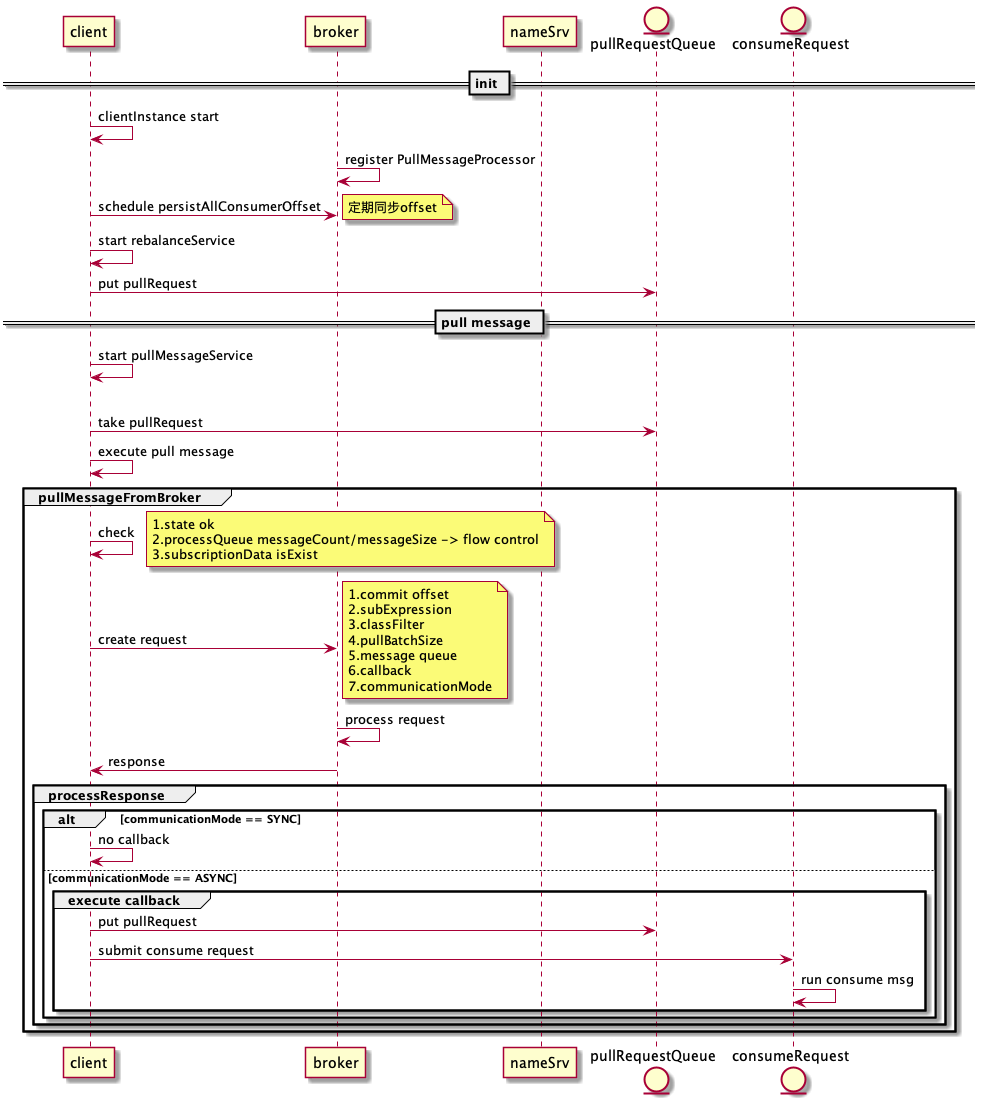 client
broker
nameSrv
pullRequestQueue
consumeRequest
init
clientInstance start
register PullMessageProcessor
schedule persistAllConsumerOffset
定期同步offset
start rebalanceService
put pullRequest
pull message
start pullMessageService
take pullRequest
execute pull message
pullMessageFromBroker
check
1.state ok
2.processQueue messageCount/messageSize -> flow control
3.subscriptionData isExist
create request
1.commit offset
2.subExpression
3.classFilter
4.pullBatchSize
5.message queue
6.callback
7.communicationMode
process request
response
processResponse
alt
[communicationMode == SYNC]
no callback
[communicationMode == ASYNC]
execute callback
put pullRequest
submit consume request
run consume msg
client
broker
nameSrv
pullRequestQueue
consumeRequest